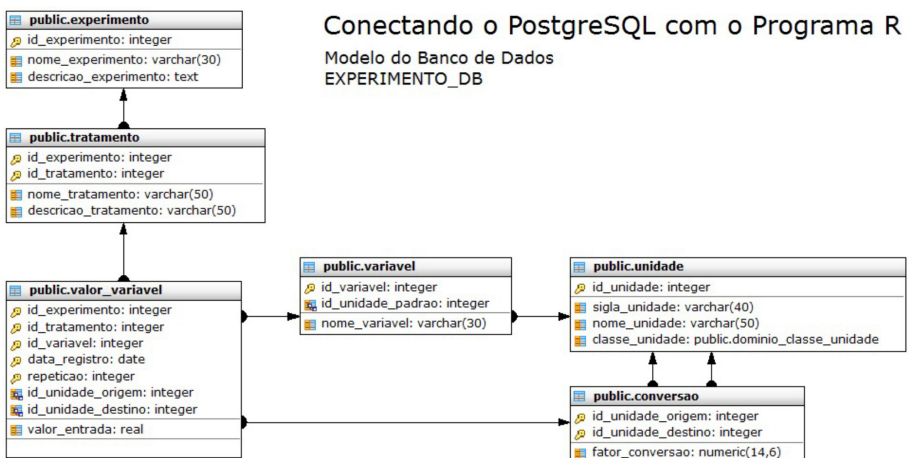 Conectando o PostgreSQL com o Programa R
Modelo do Banco de Dados
EXPERIMENTO_DB
public.experimento
id_experimento: integer
nome_experimento: varchar(30)
descricao_experimento: text
public.tratamento
id_experimento: integer
id_tratamento: integer
nome_tratamento: varchar(50)
descricao_tratamento: varchar(50)
public.valor_variavel
id_experimento: integer
id_tratamento: integer
id_variavel: integer
data_registro: date
repeticao: integer
id_unidade_origem: integer
id_unidade_destino: integer
valor_entrada: real
public.variavel
id_variavel: integer
id_unidade_padrao: integer
nome_variavel: varchar(30)
public.unidade
id_unidade: integer
sigla_unidade: varchar(40)
nome_unidade: varchar(50)
classe_unidade: public.dominio_classe_unidade
public.conversao
id_unidade_origem: integer
id_unidade_destino: integer
fator_conversao: numeric(14,6)